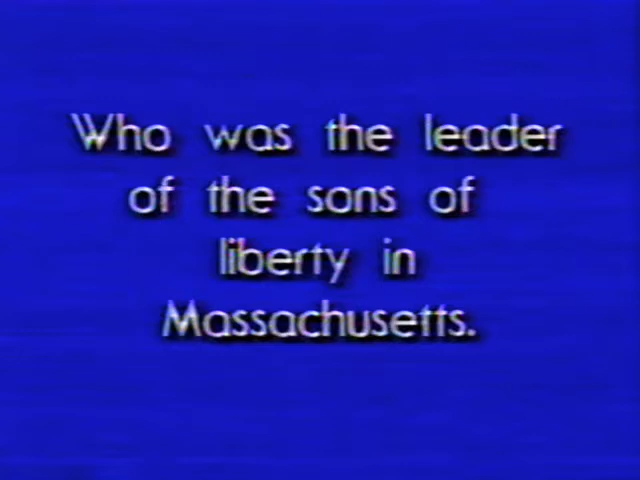 Who was the leader
of the sons of
liberty in
Massachusetts.